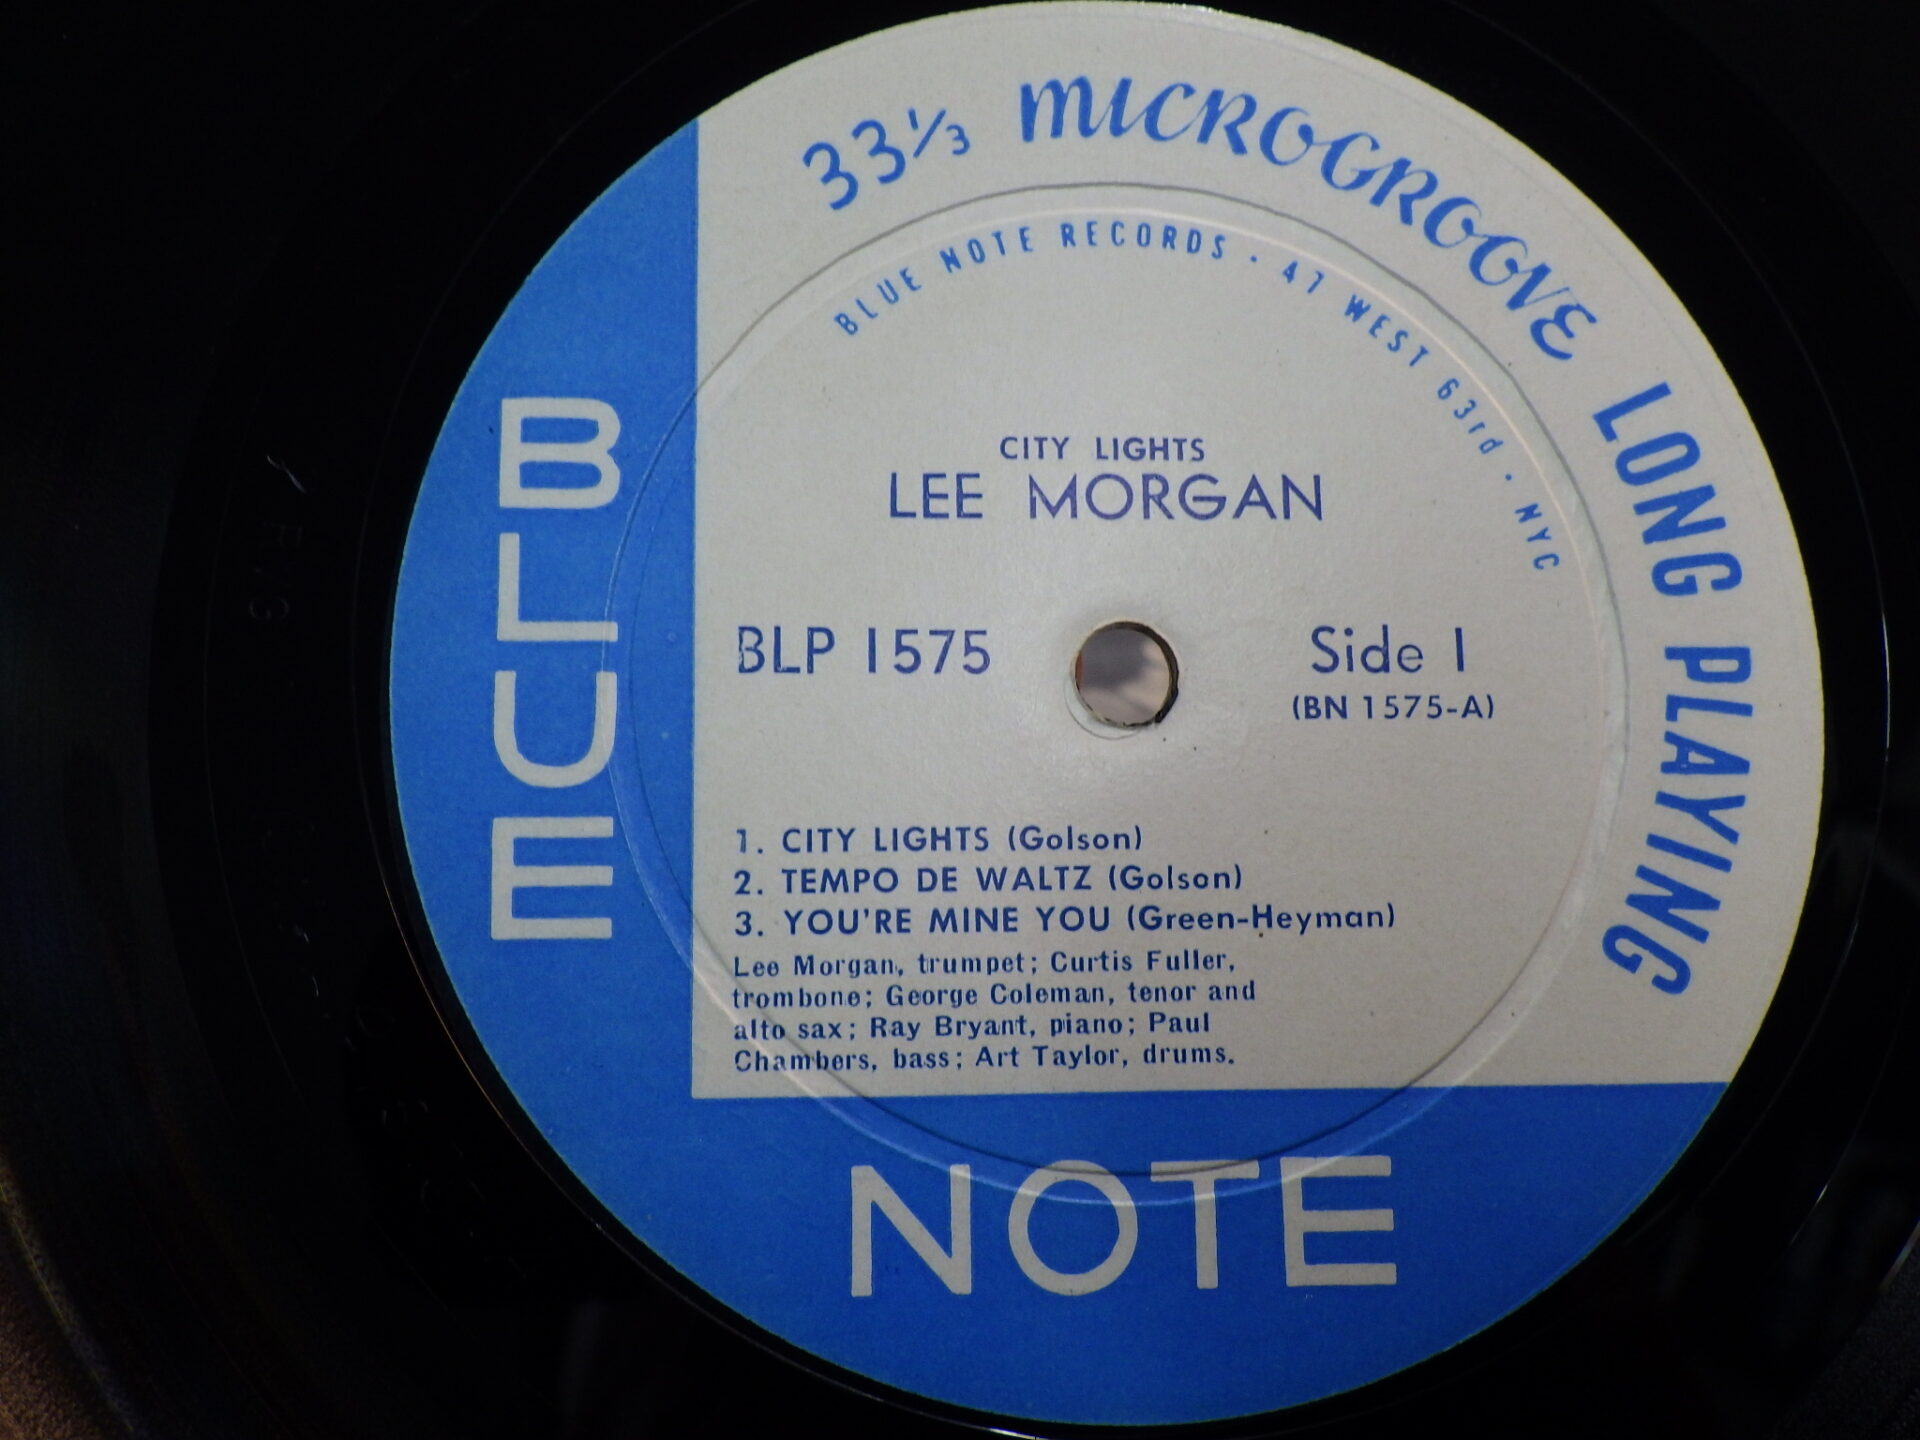 33⅓ MICROGROOVE LONG PLAYING
BLUE NOTE RECORDS · 47 WEST 63rd · NYC
CITY LIGHTS
LEE MORGAN
BLP 1575
Side 1
(BN 1575-A)
1. CITY LIGHTS (Golson)
2. TEMPO DE WALTZ (Golson)
3. YOU'RE MINE YOU (Green-Heyman)
Lee Morgan, trumpet; Curtis Fuller,
trombone; George Coleman, tenor and
alto sax; Ray Bryant, piano; Paul
Chambers, bass; Art Taylor, drums.
BLUE
NOTE